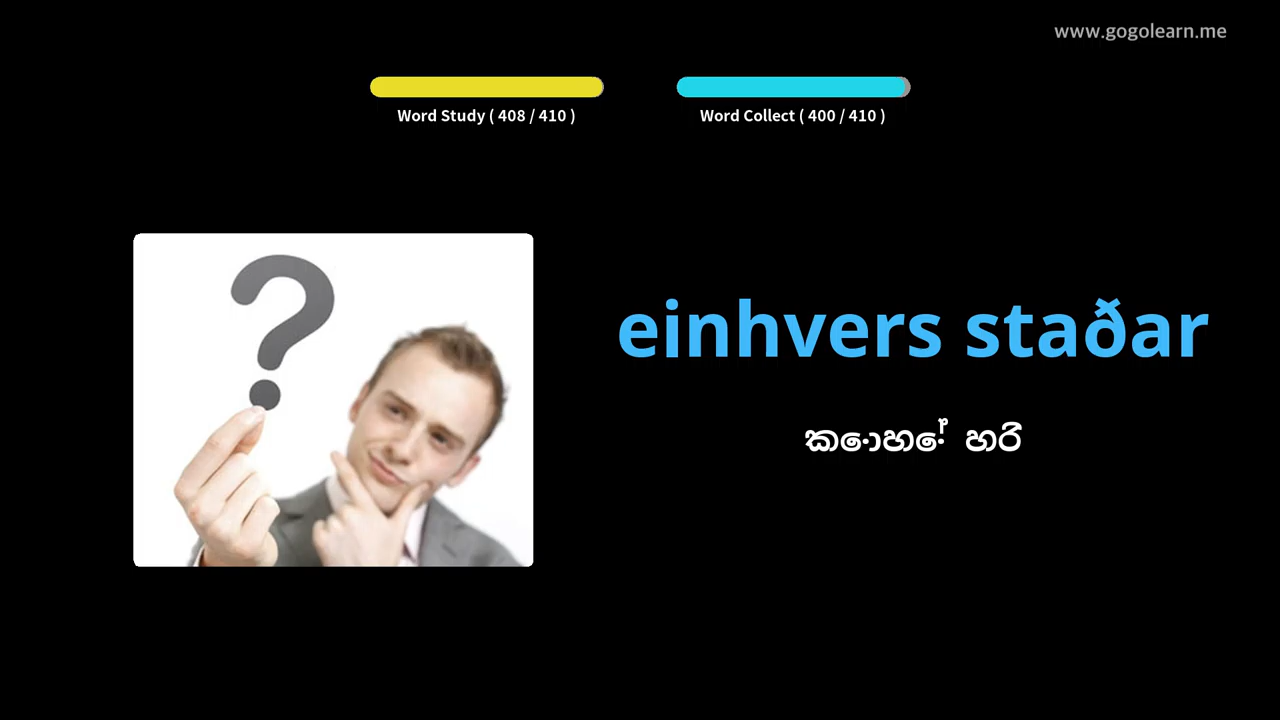 www.gogolearn.me
Word Study ( 408 / 410 )
Word Collect ( 400 / 410 )
einhvers staðar
කොහේ හරි